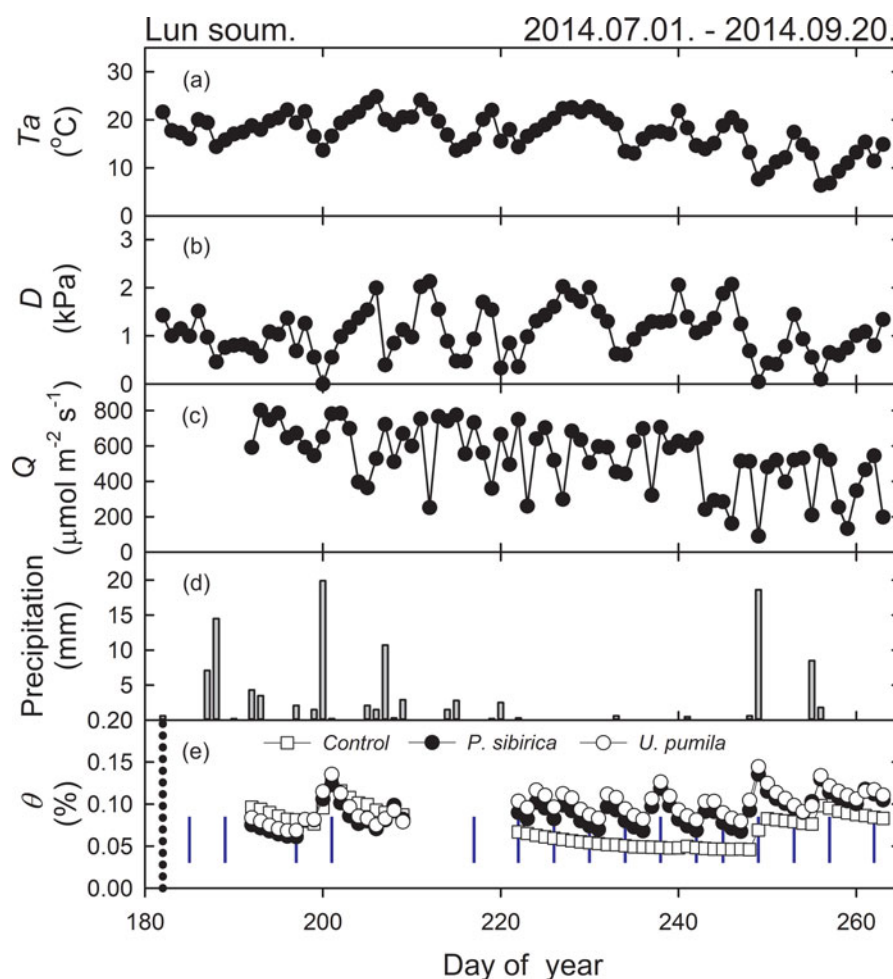 Lun soum. 2014.07.01. - 2014.09.20.
(a)
Ta
(°C)
30
20
10
0
(b)
D
(kPa)
3
2
1
0
(c)
Q
(μmol m⁻² s⁻¹)
800
600
400
200
0
(d)
Precipitation
(mm)
20
15
10
5
0.20
(e)
Control P. sibirica U. pumila
θ
(%)
0.15
0.10
0.05
0.00
180 200 220 240 260
Day of year